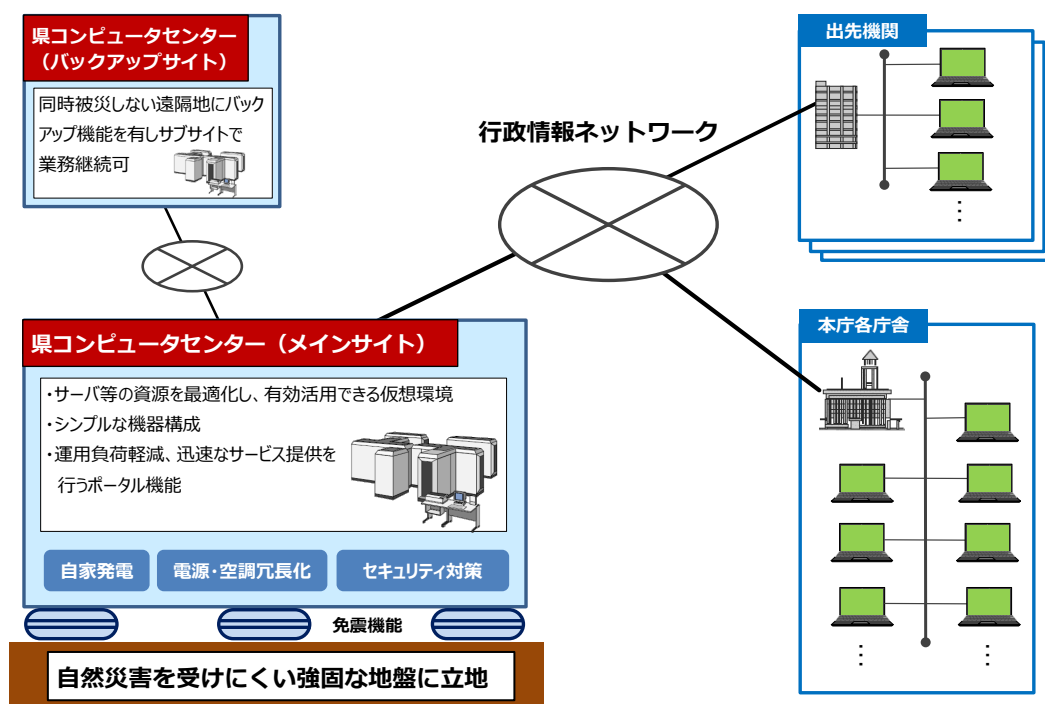 県コンピュータセンター
（バックアップサイト）
同時被災しない遠隔地にバック
アップ機能を有しサブサイトで
業務継続可
行政情報ネットワーク
出先機関
県コンピュータセンター（メインサイト）
・サーバ等の資源を最適化し、有効活用できる仮想環境
・シンプルな機器構成
・運用負荷軽減、迅速なサービス提供を
行うポータル機能
自家発電
電源・空調冗長化
セキュリティ対策
免震機能
自然災害を受けにくい強固な地盤に立地
本庁各庁舎